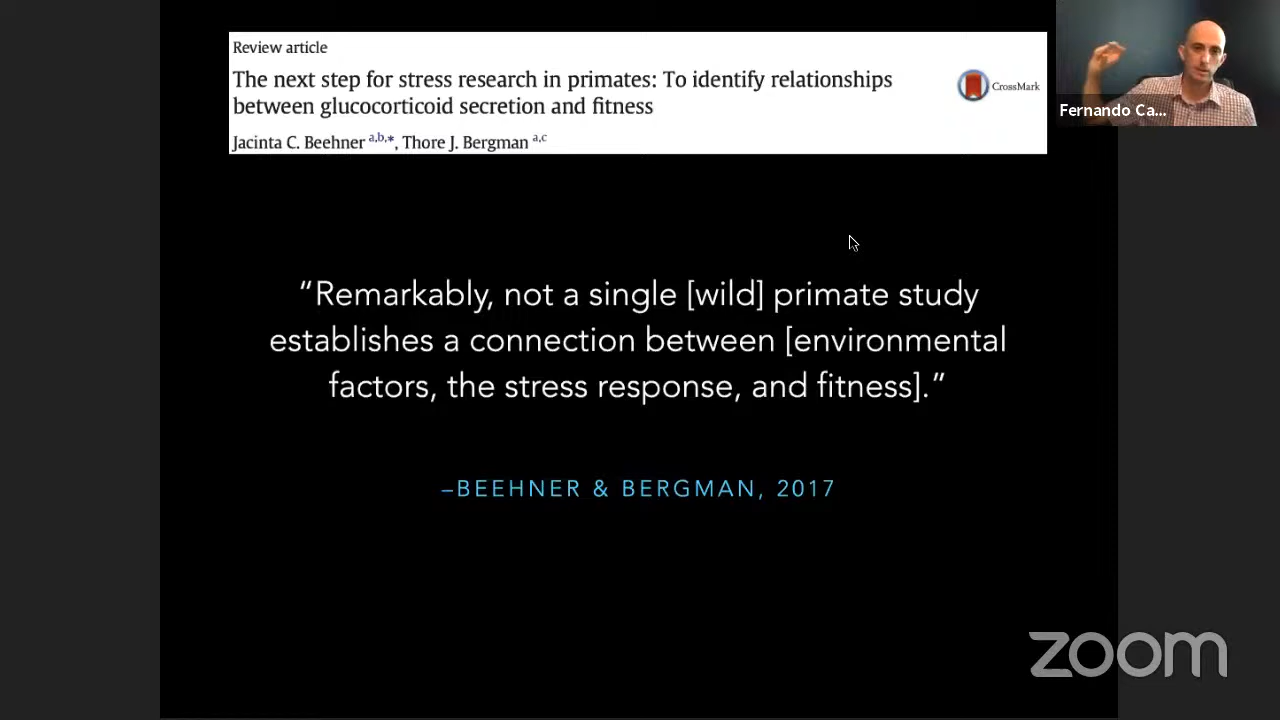 Review article
The next step for stress research in primates: To identify relationships
between glucocorticoid secretion and fitness
CrossMark
Jacinta C. Beehner a,b,*, Thore J. Bergman a,c
Fernando Ca...
“Remarkably, not a single [wild] primate study
establishes a connection between [environmental
factors, the stress response, and fitness].”
–BEEHNER & BERGMAN, 2017
zoom